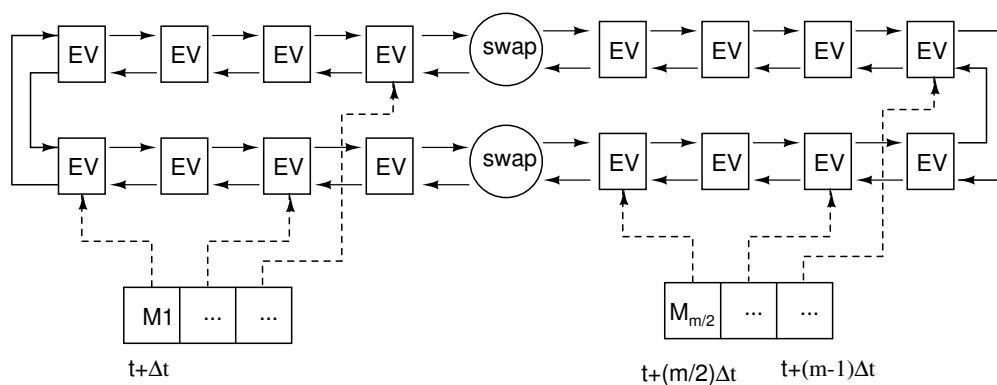 EV EV EV EV swap EV EV EV EV
EV EV EV EV swap EV EV EV EV
M1 ... ... M_{m/2} ... ...
t+Δt t+(m/2)Δt t+(m-1)Δt